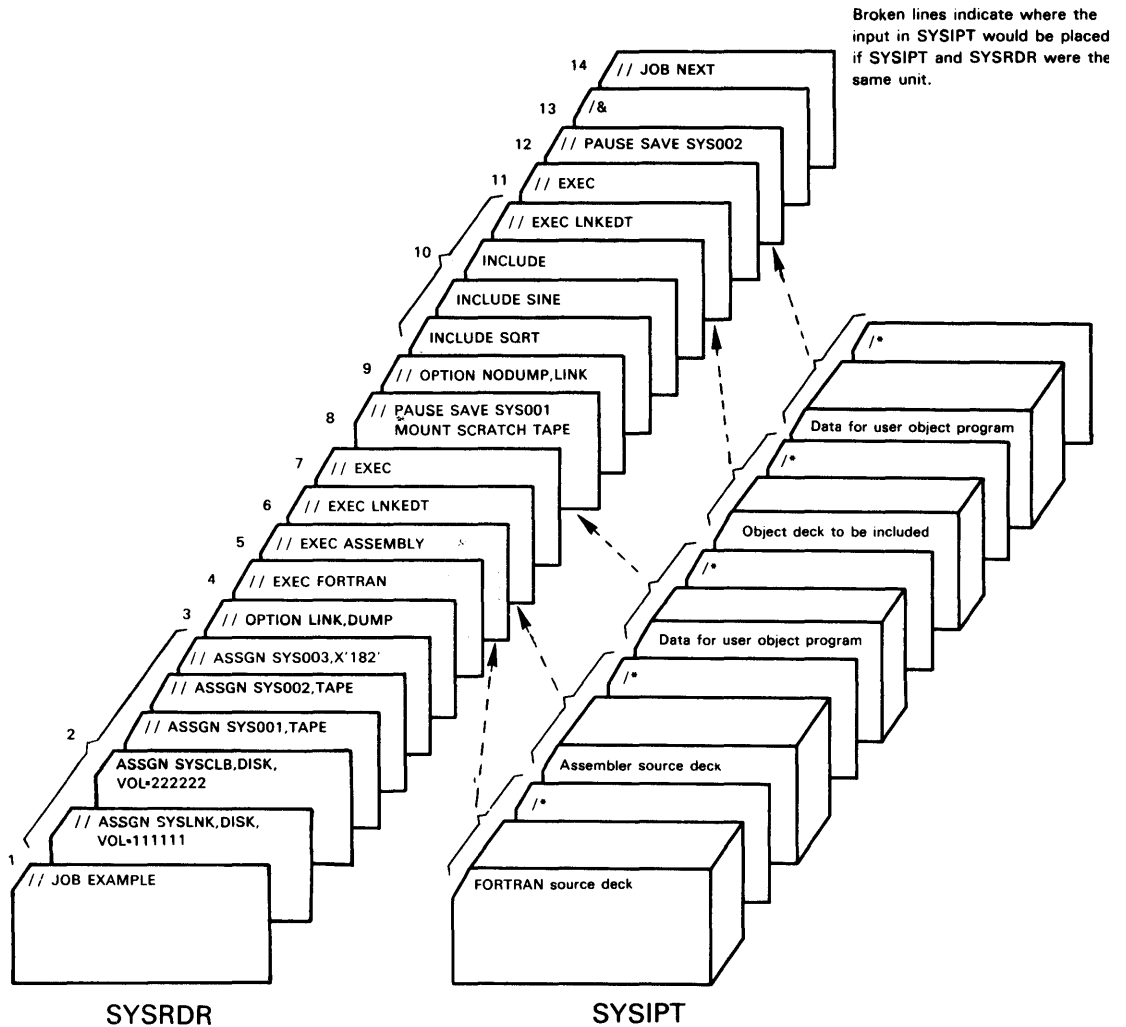 Broken lines indicate where the
input in SYSIPT would be placed
if SYSIPT and SYSRDR were the
same unit.
14
// JOB NEXT
13
/&
12
// PAUSE SAVE SYS002
11
// EXEC
10
// EXEC LNKEDT
INCLUDE
INCLUDE SINE
INCLUDE SQRT
9
// OPTION NODUMP,LINK
8
// PAUSE SAVE SYS001
MOUNT SCRATCH TAPE
7
// EXEC
6
// EXEC LNKEDT
5
// EXEC ASSEMBLY
4
// EXEC FORTRAN
3
// OPTION LINK,DUMP
2
// ASSGN SYS003,X'182'
// ASSGN SYS002,TAPE
// ASSGN SYS001,TAPE
ASSGN SYSCLB,DISK,
VOL=222222
// ASSGN SYSLNK,DISK,
VOL=111111
1
// JOB EXAMPLE
SYSRDR
/*
Data for user object program
/*
Object deck to be included
/*
Data for user object program
/*
Assembler source deck
/*
FORTRAN source deck
SYSIPT